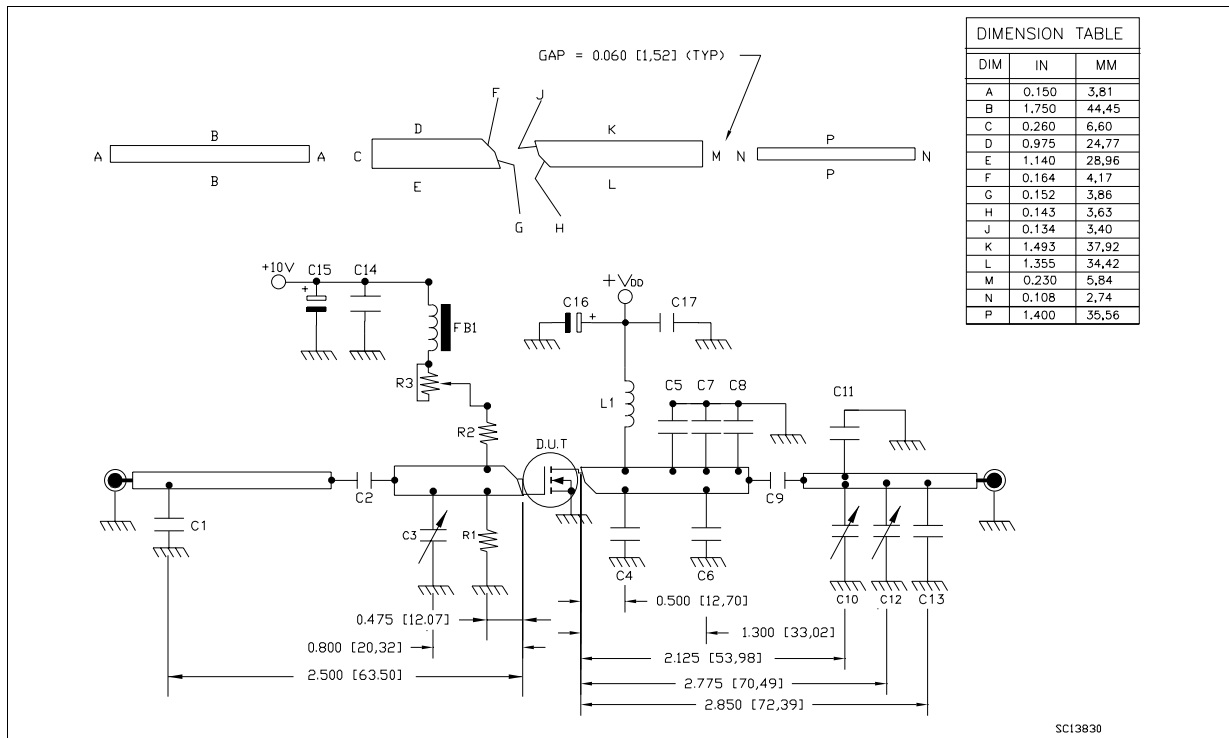 DIMENSION TABLE
DIM IN MM
A 0.150 3,81
B 1.750 44,45
C 0.260 6,60
D 0.975 24,77
E 1.140 28,96
F 0.164 4,17
G 0.152 3,86
H 0.143 3,63
J 0.134 3,40
K 1.493 37,92
L 1.355 34,42
M 0.230 5,84
N 0.108 2,74
P 1.400 35,56
GAP = 0.060 [1,52] (TYP)
F J
B D K P
A A C M N N
B E L P
G H
+10V C15 C14
+
FB1
R3
R2
+VDD
C16 + C17
L1
C5 C7 C8
C11
D.U.T
C2
C9
C1
C3
R1
C4 C6
C10 C12 C13
0.475 [12.07]
0.500 [12,70]
0.800 [20,32]
1.300 [33,02]
2.125 [53,98]
2.500 [63.50]
2.775 [70,49]
2.850 [72,39]
SC13830